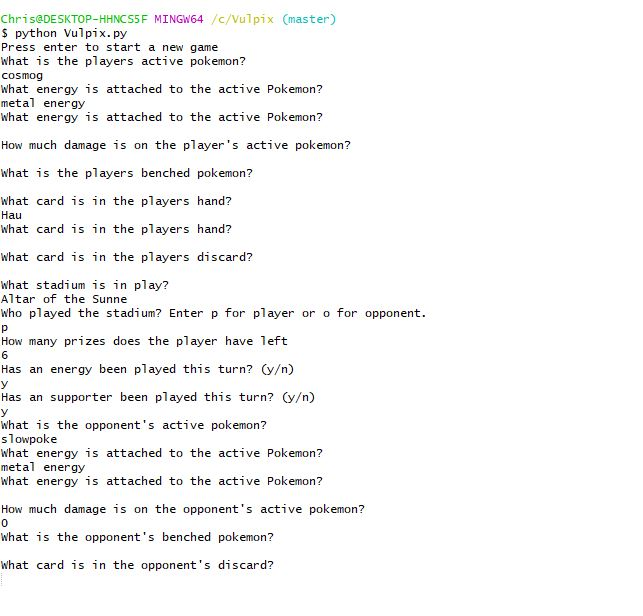 Chris@DESKTOP-HHNCS5F MINGW64 /c/Vulpix (master)
$ python Vulpix.py
Press enter to start a new game
What is the players active pokemon?
cosmog
What energy is attached to the active Pokemon?
metal energy
What energy is attached to the active Pokemon?
How much damage is on the player's active pokemon?
What is the players benched pokemon?
What card is in the players hand?
Hau
What card is in the players hand?
What card is in the players discard?
What stadium is in play?
Altar of the Sunne
Who played the stadium? Enter p for player or o for opponent.
p
How many prizes does the player have left
6
Has an energy been played this turn? (y/n)
y
Has an supporter been played this turn? (y/n)
y
What is the opponent's active pokemon?
slowpoke
What energy is attached to the active Pokemon?
metal energy
What energy is attached to the active Pokemon?
How much damage is on the opponent's active pokemon?
0
What is the opponent's benched pokemon?
What card is in the opponent's discard?